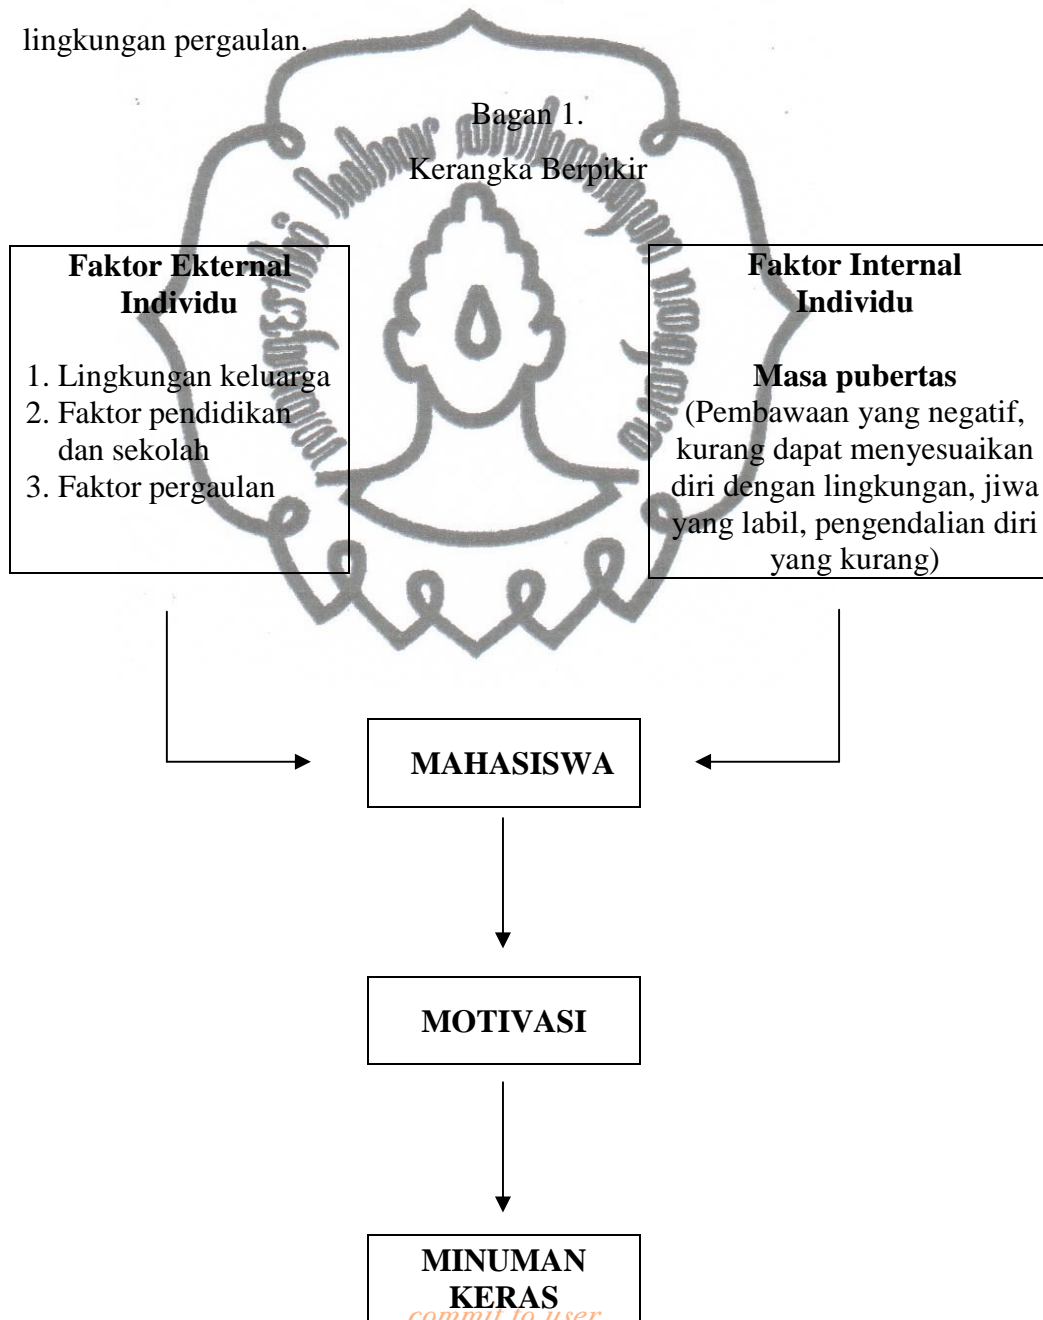 lingkungan pergaulan.
Bagan 1.
Kerangka Berpikir
Faktor Ekternal
Individu
1. Lingkungan keluarga
2. Faktor pendidikan
dan sekolah
3. Faktor pergaulan
Faktor Internal
Individu
Masa pubertas
(Pembawaan yang negatif,
kurang dapat menyesuaikan
diri dengan lingkungan, jiwa
yang labil, pengendalian diri
yang kurang)
MAHASISWA
MOTIVASI
MINUMAN
KERAS
commit to user